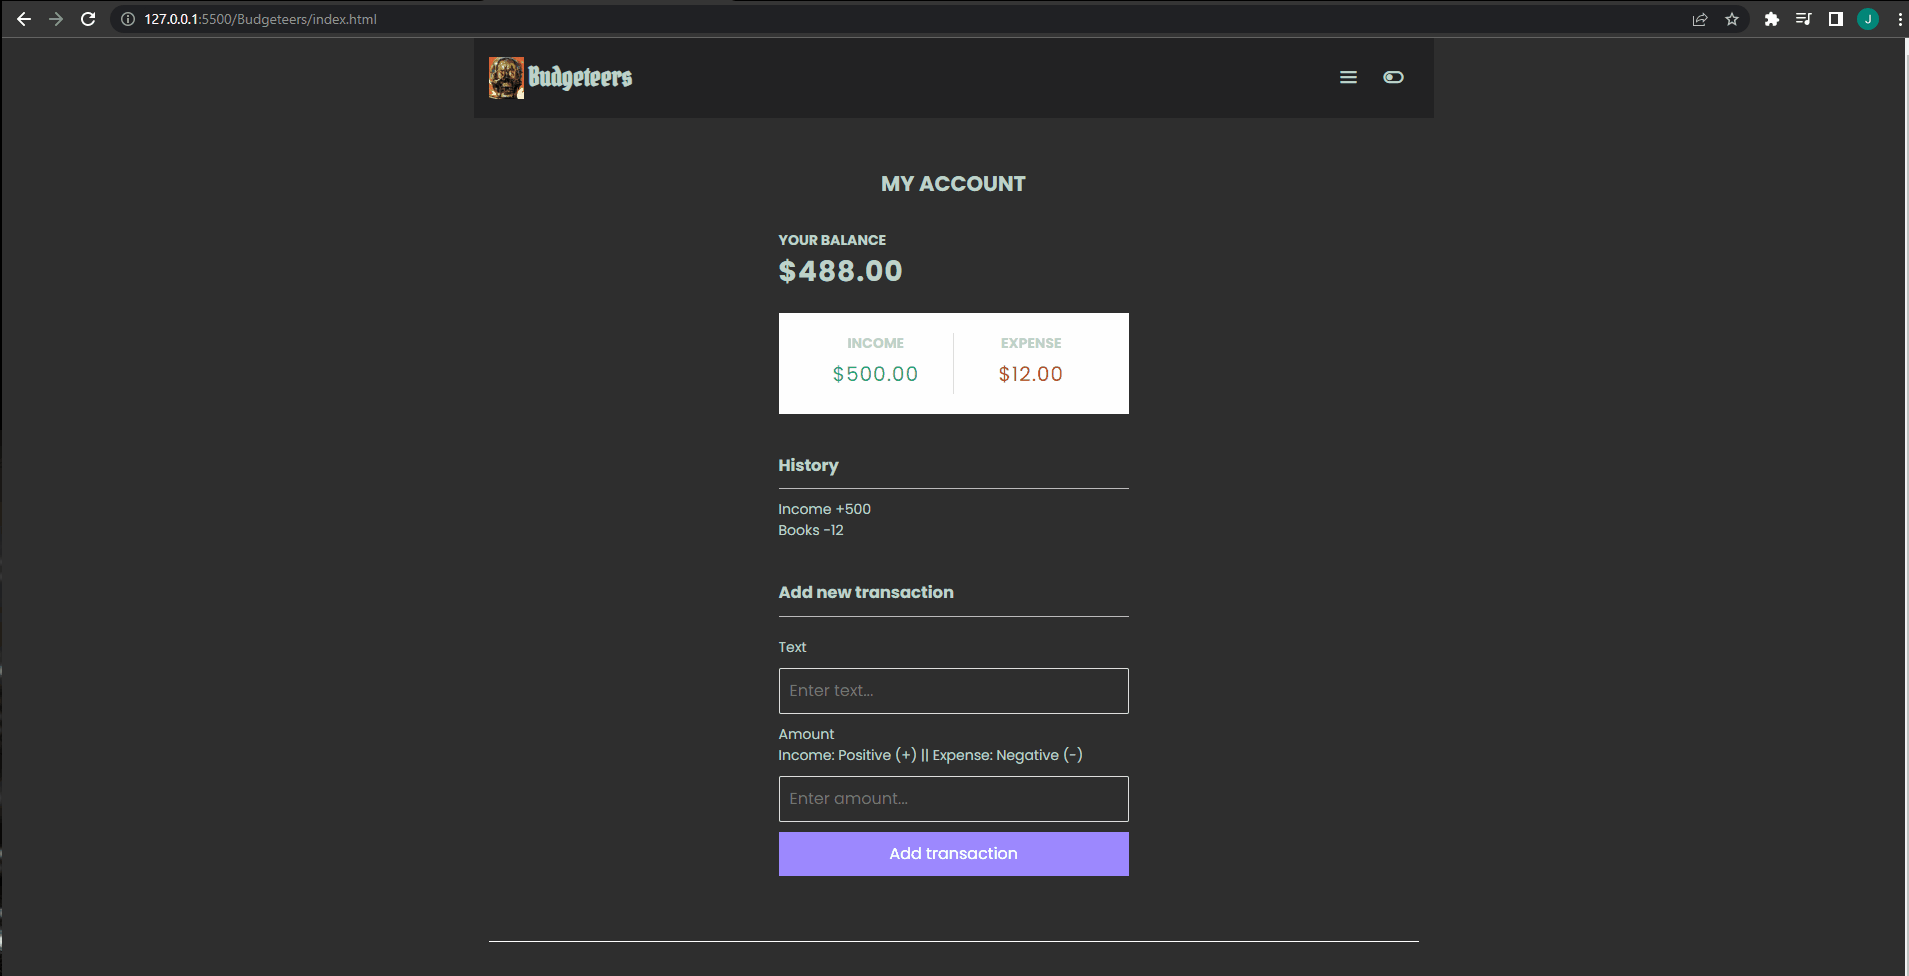 127.0.0.1:5500/Budgeteers/index.html
J
Budgeteers
MY ACCOUNT
YOUR BALANCE
$488.00
INCOME EXPENSE
$500.00 $12.00
History
Income +500
Books -12
Add new transaction
Text
Enter text...
Amount
Income: Positive (+) || Expense: Negative (-)
Enter amount...
Add transaction